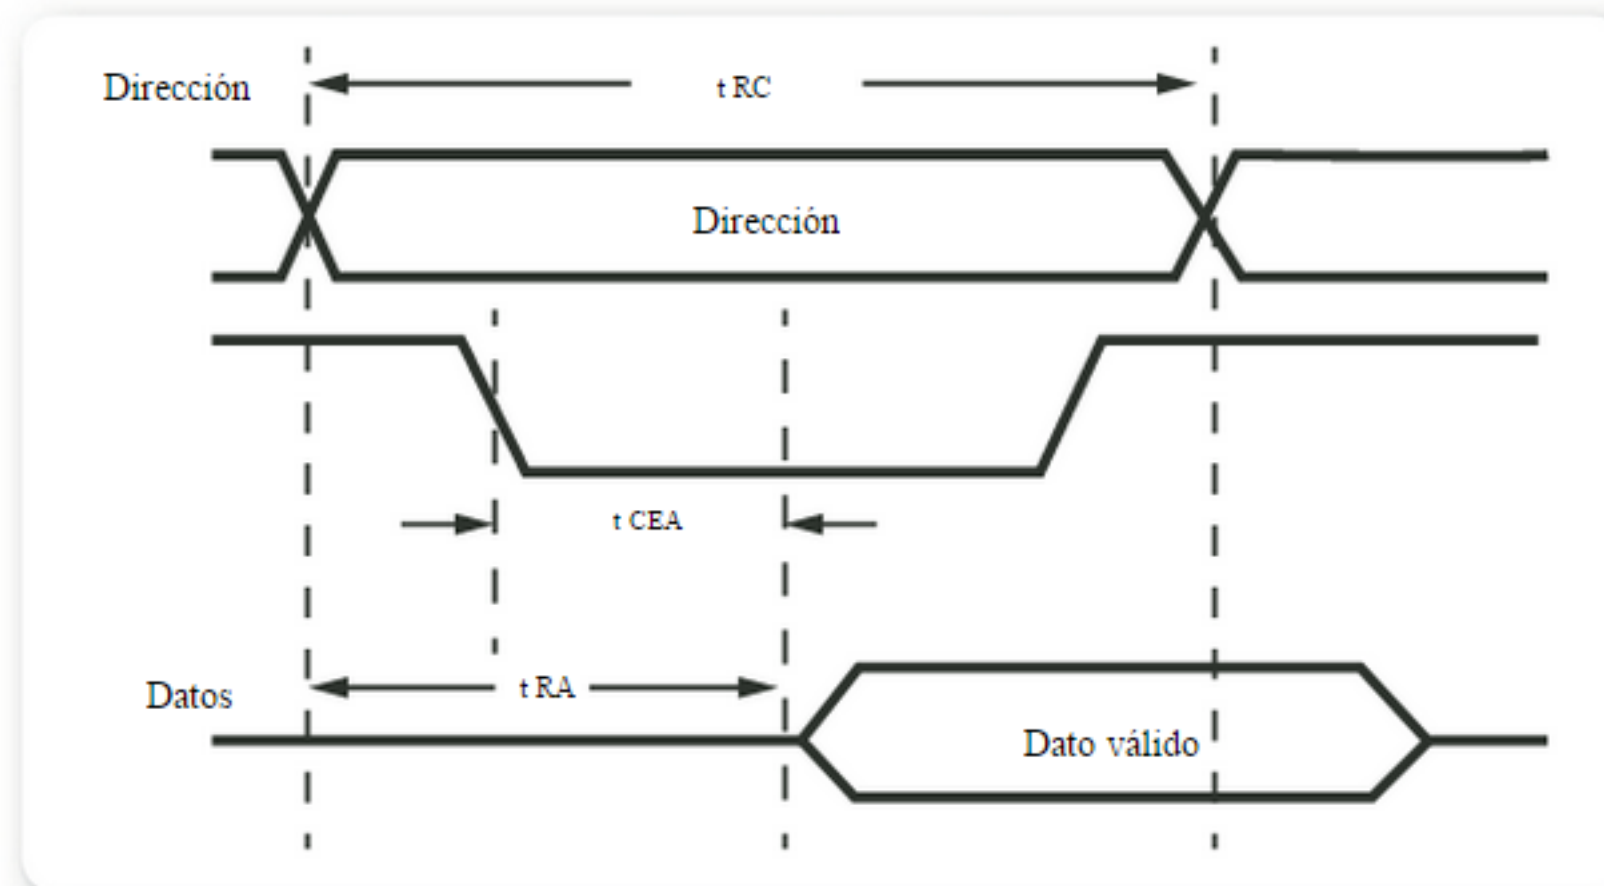 Dirección
t RC
Dirección
t CEA
Datos
t RA
Dato válido